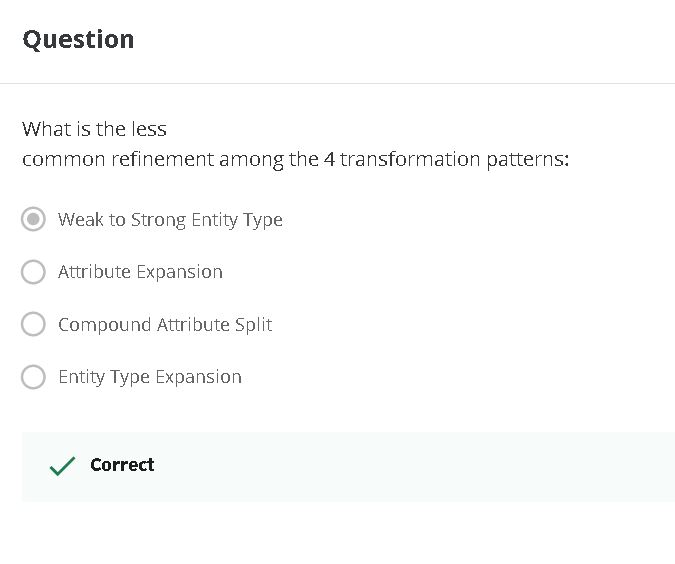 Question
What is the less
common refinement among the 4 transformation patterns:
Weak to Strong Entity Type
Attribute Expansion
Compound Attribute Split
Entity Type Expansion
Correct